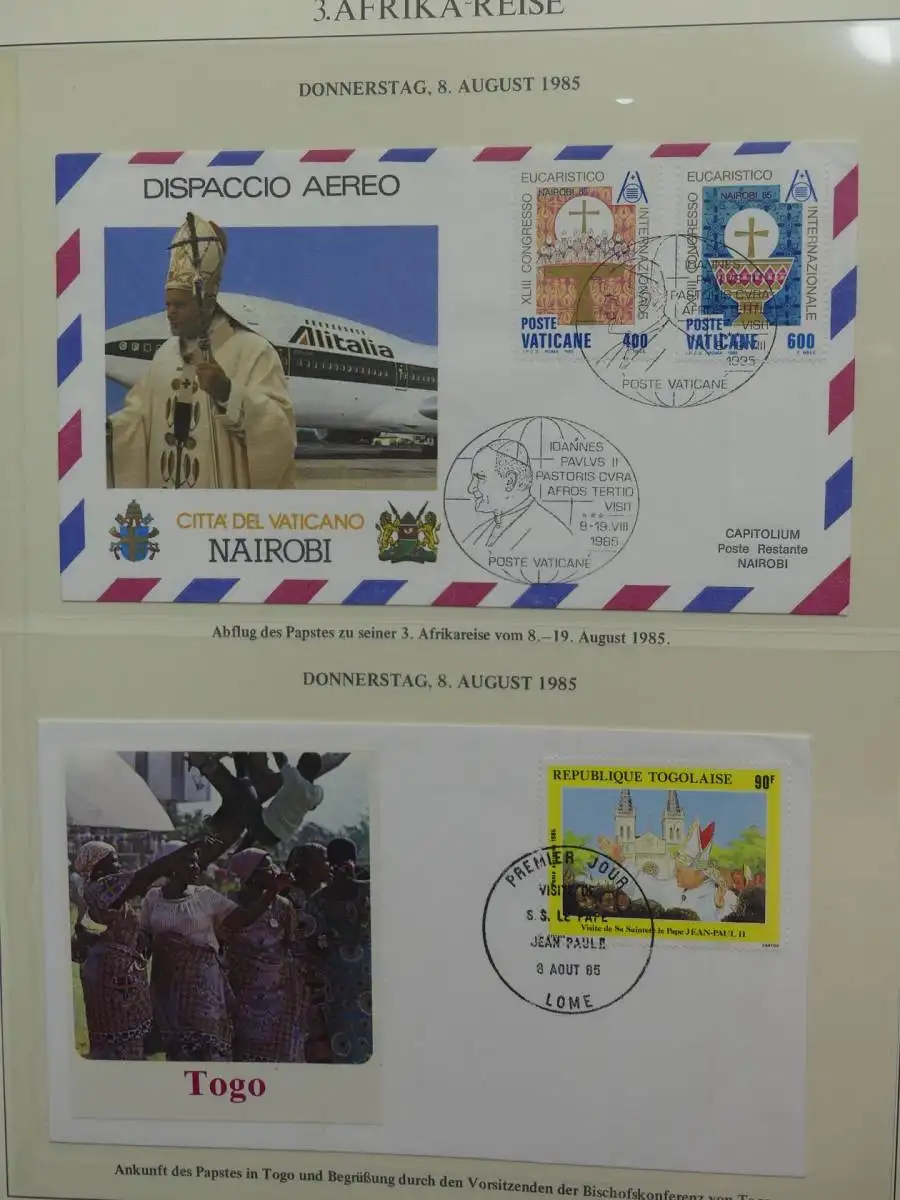 3. AFRIKA-REISE
DONNERSTAG, 8. AUGUST 1985
DISPACCIO AEREO
Alitalia
CITTA' DEL VATICANO
NAIROBI
XLIII CONGRESSO
EUCARISTICO
INTERNAZIONALE
NAIROBI 85
POSTE
VATICANE
400
XLIII CONGRESSO
EUCARISTICO
INTERNAZIONALE
NAIROBI 85
POSTE
VATICANE
600
IOANNES
PASTORIS CVRA
VISIT
1985
POSTE VATICANE
IOANNES
PAVLVS II
PASTORIS CVRA
AFROS TERTIO
VISIT
8-19.VIII
1985
POSTE VATICANE
CAPITOLIUM
Poste Restante
NAIROBI
Abflug des Papstes zu seiner 3. Afrikareise vom 8.–19. August 1985.
DONNERSTAG, 8. AUGUST 1985
Togo
REPUBLIQUE TOGOLAISE
90F
Visite de Sa Sainteté le Pape JEAN-PAUL II
PREMIER JOUR
VISITE DE
S.S. LE PAPE
JEAN PAUL II
8 AOUT 85
LOME
Ankunft des Papstes in Togo und Begrüßung durch den Vorsitzenden der Bischofskonferenz von